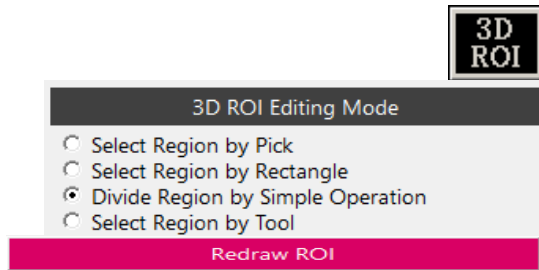 3D
ROI
3D ROI Editing Mode
Select Region by Pick
Select Region by Rectangle
Divide Region by Simple Operation
Select Region by Tool
Redraw ROI